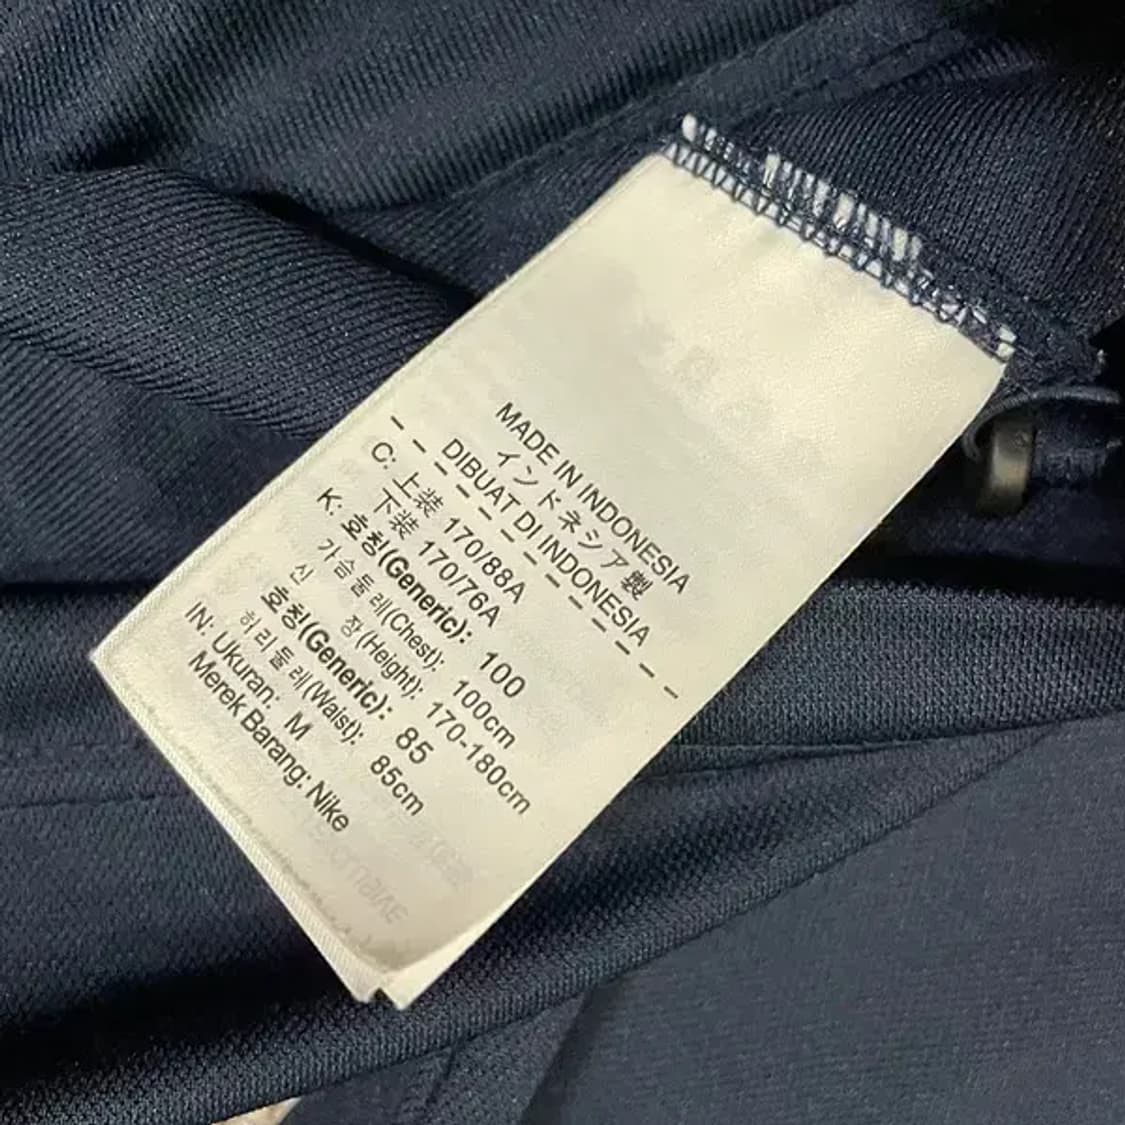 MADE IN INDONESIA
インドネシア製
DIBUAT DI INDONESIA
C: 上装 170/88A
下装 170/76A
K: 호칭(Generic): 100
가슴둘레(Chest): 100cm
신 장(Height): 170-180cm
호칭(Generic): 85
허리둘레(Waist): 85cm
IN: Ukuran: M
Merek Barang: Nike